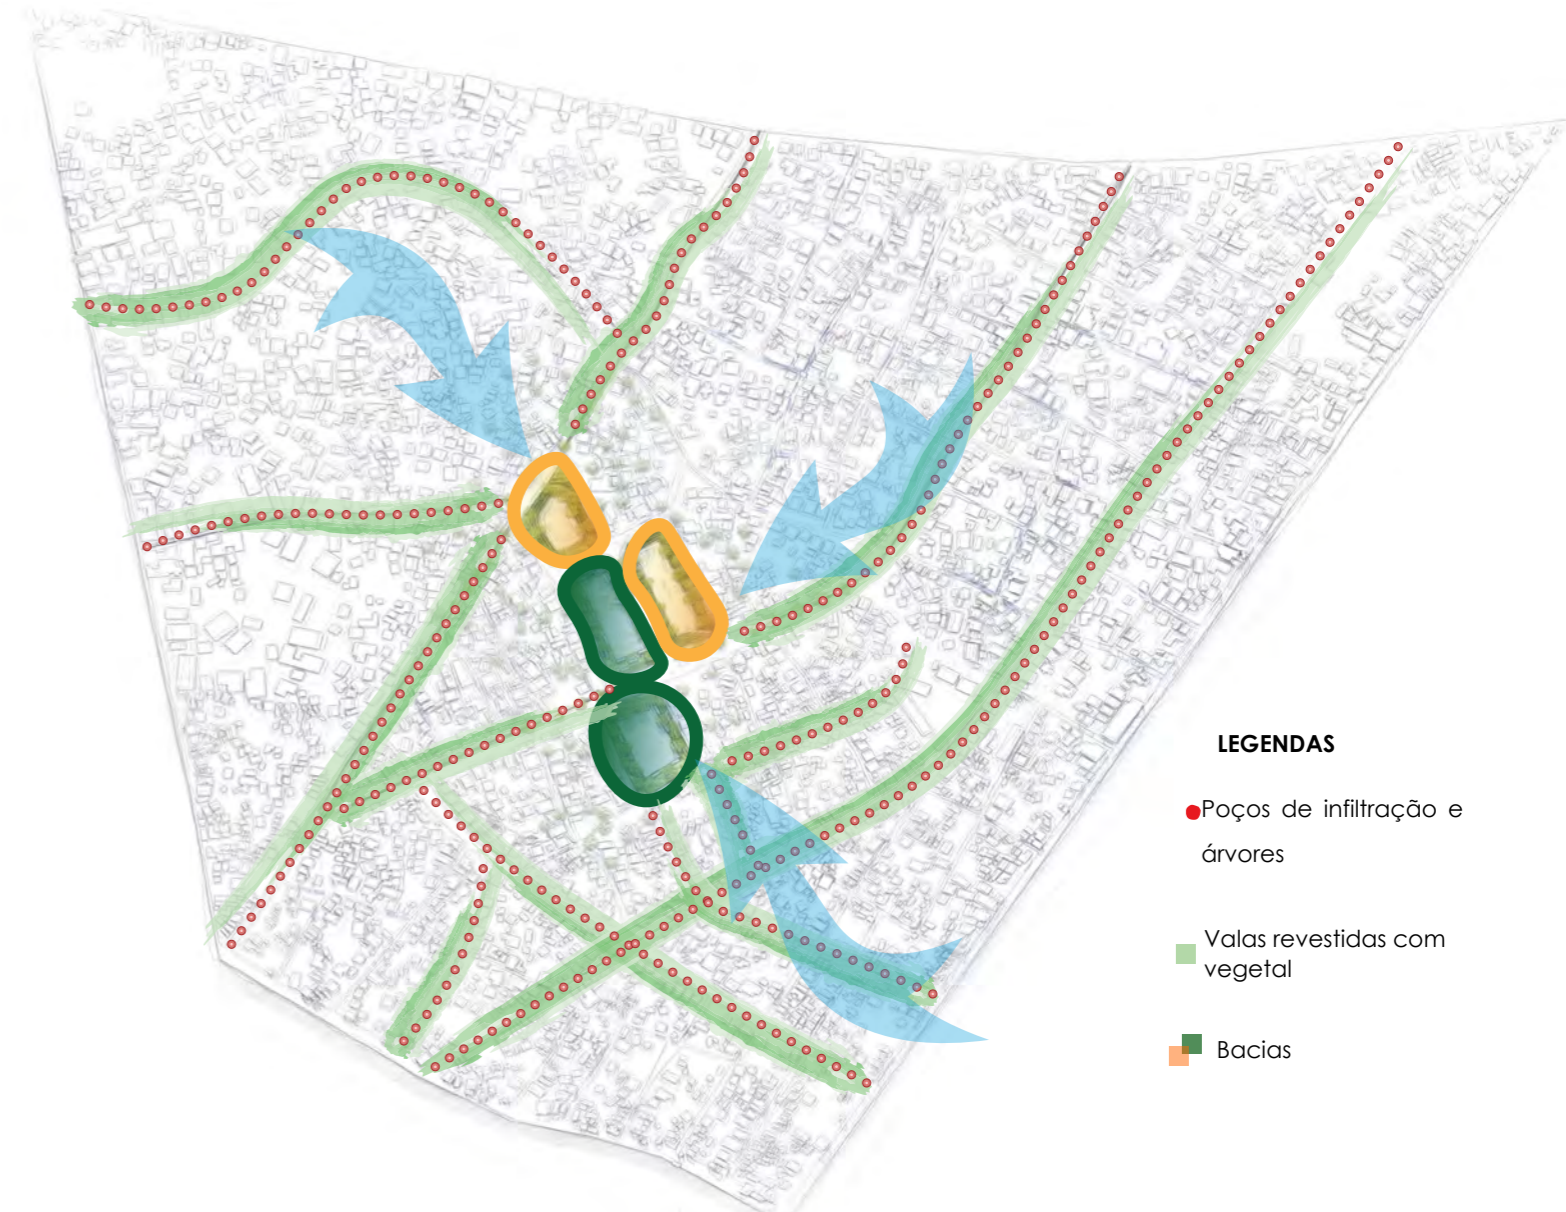 LEGENDAS
Poços de infiltração e
árvores
Valas revestidas com
vegetal
Bacias